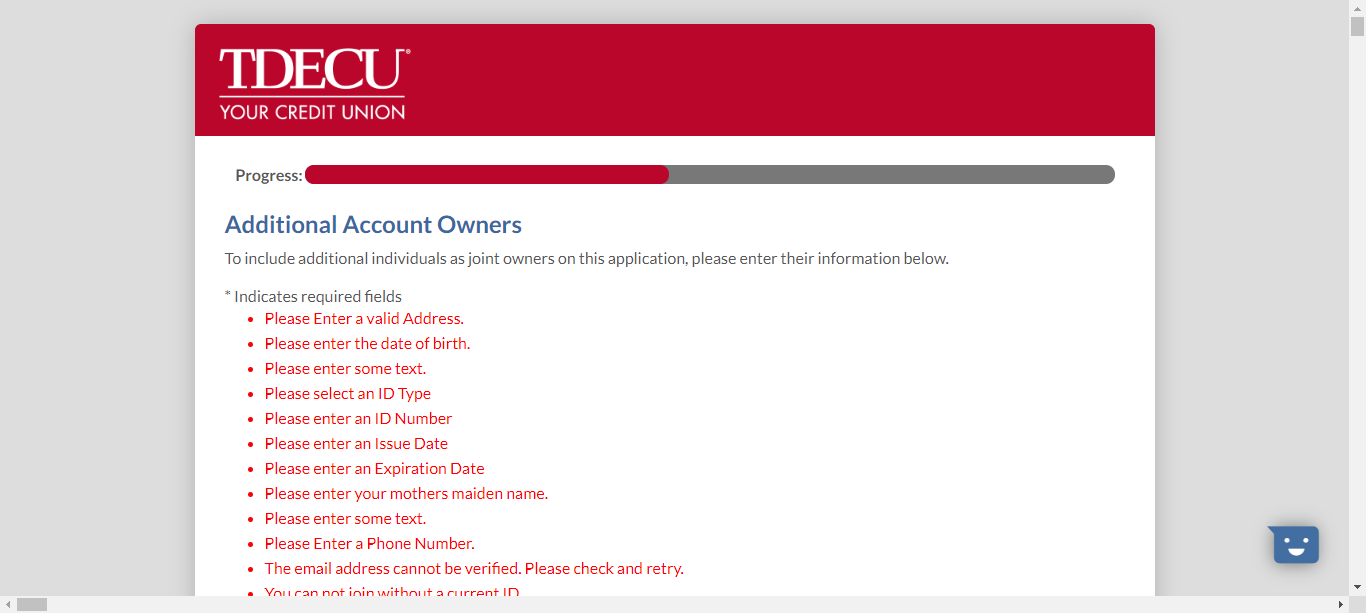 TDECU®
YOUR CREDIT UNION
Progress:
Additional Account Owners
To include additional individuals as joint owners on this application, please enter their information below.
* Indicates required fields
• Please Enter a valid Address.
• Please enter the date of birth.
• Please enter some text.
• Please select an ID Type
• Please enter an ID Number
• Please enter an Issue Date
• Please enter an Expiration Date
• Please enter your mothers maiden name.
• Please enter some text.
• Please Enter a Phone Number.
• The email address cannot be verified. Please check and retry.
• You can not join without a current ID